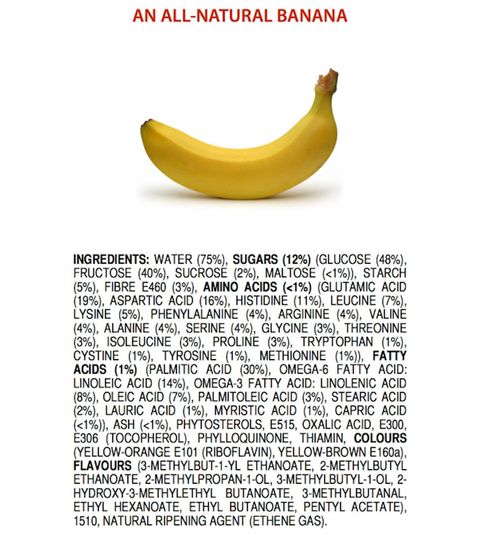 AN ALL-NATURAL BANANA
INGREDIENTS: WATER (75%), SUGARS (12%) (GLUCOSE (48%),
FRUCTOSE (40%), SUCROSE (2%), MALTOSE (<1%)), STARCH
(5%), FIBRE E460 (3%), AMINO ACIDS (<1%) (GLUTAMIC ACID
(19%), ASPARTIC ACID (16%), HISTIDINE (11%), LEUCINE (7%),
LYSINE (5%), PHENYLALANINE (4%), ARGININE (4%), VALINE
(4%), ALANINE (4%), SERINE (4%), GLYCINE (3%), THREONINE
(3%), ISOLEUCINE (3%), PROLINE (3%), TRYPTOPHAN (1%),
CYSTINE (1%), TYROSINE (1%), METHIONINE (1%)), FATTY
ACIDS (1%) (PALMITIC ACID (30%), OMEGA-6 FATTY ACID:
LINOLEIC ACID (14%), OMEGA-3 FATTY ACID: LINOLENIC ACID
(8%), OLEIC ACID (7%), PALMITOLEIC ACID (3%), STEARIC ACID
(2%), LAURIC ACID (1%), MYRISTIC ACID (1%), CAPRIC ACID
(<1%)), ASH (<1%), PHYTOSTEROLS, E515, OXALIC ACID, E300,
E306 (TOCOPHEROL), PHYLLOQUINONE, THIAMIN, COLOURS
(YELLOW-ORANGE E101 (RIBOFLAVIN), YELLOW-BROWN E160a),
FLAVOURS (3-METHYLBUT-1-YL ETHANOATE, 2-METHYLBUTYL
ETHANOATE, 2-METHYLPROPAN-1-OL, 3-METHYLBUTYL-1-OL, 2-
HYDROXY-3-METHYLETHYL BUTANOATE, 3-METHYLBUTANAL,
ETHYL HEXANOATE, ETHYL BUTANOATE, PENTYL ACETATE),
1510, NATURAL RIPENING AGENT (ETHENE GAS).